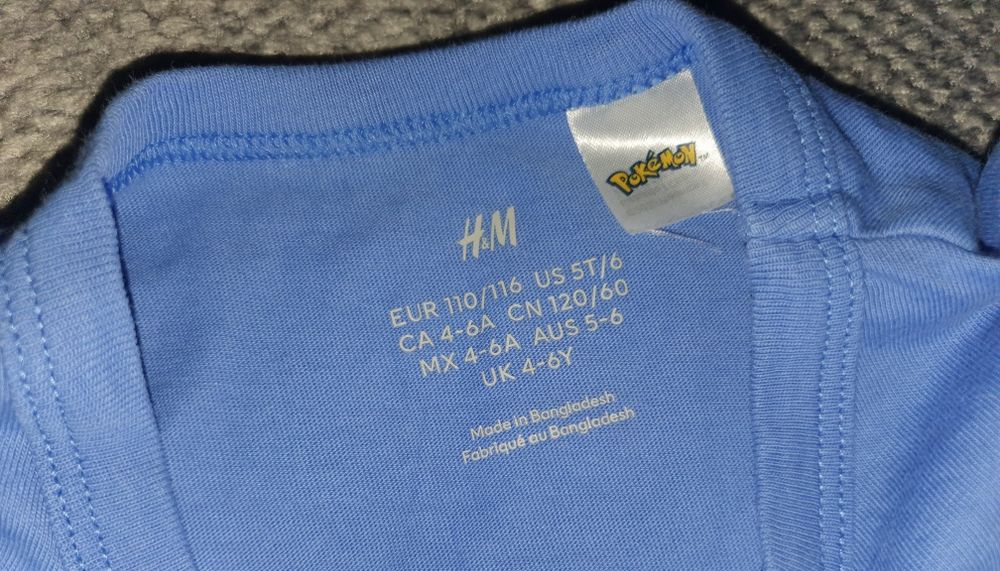 POKéMON™
H&M
EUR 110/116 US 5T/6
CA 4-6A CN 120/60
MX 4-6A AUS 5-6
UK 4-6Y
Made in Bangladesh
Fabriqué au Bangladesh